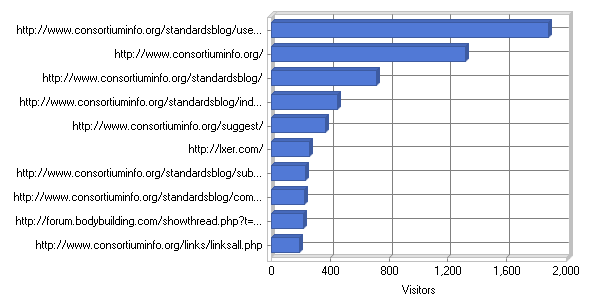 http://www.consortiuminfo.org/standardsblog/use...
http://www.consortiuminfo.org/
http://www.consortiuminfo.org/standardsblog/
http://www.consortiuminfo.org/standardsblog/ind...
http://www.consortiuminfo.org/suggest/
http://lxer.com/
http://www.consortiuminfo.org/standardsblog/sub...
http://www.consortiuminfo.org/standardsblog/com...
http://forum.bodybuilding.com/showthread.php?t=...
http://www.consortiuminfo.org/links/linksall.php
0 400 800 1,200 1,600 2,000
Visitors